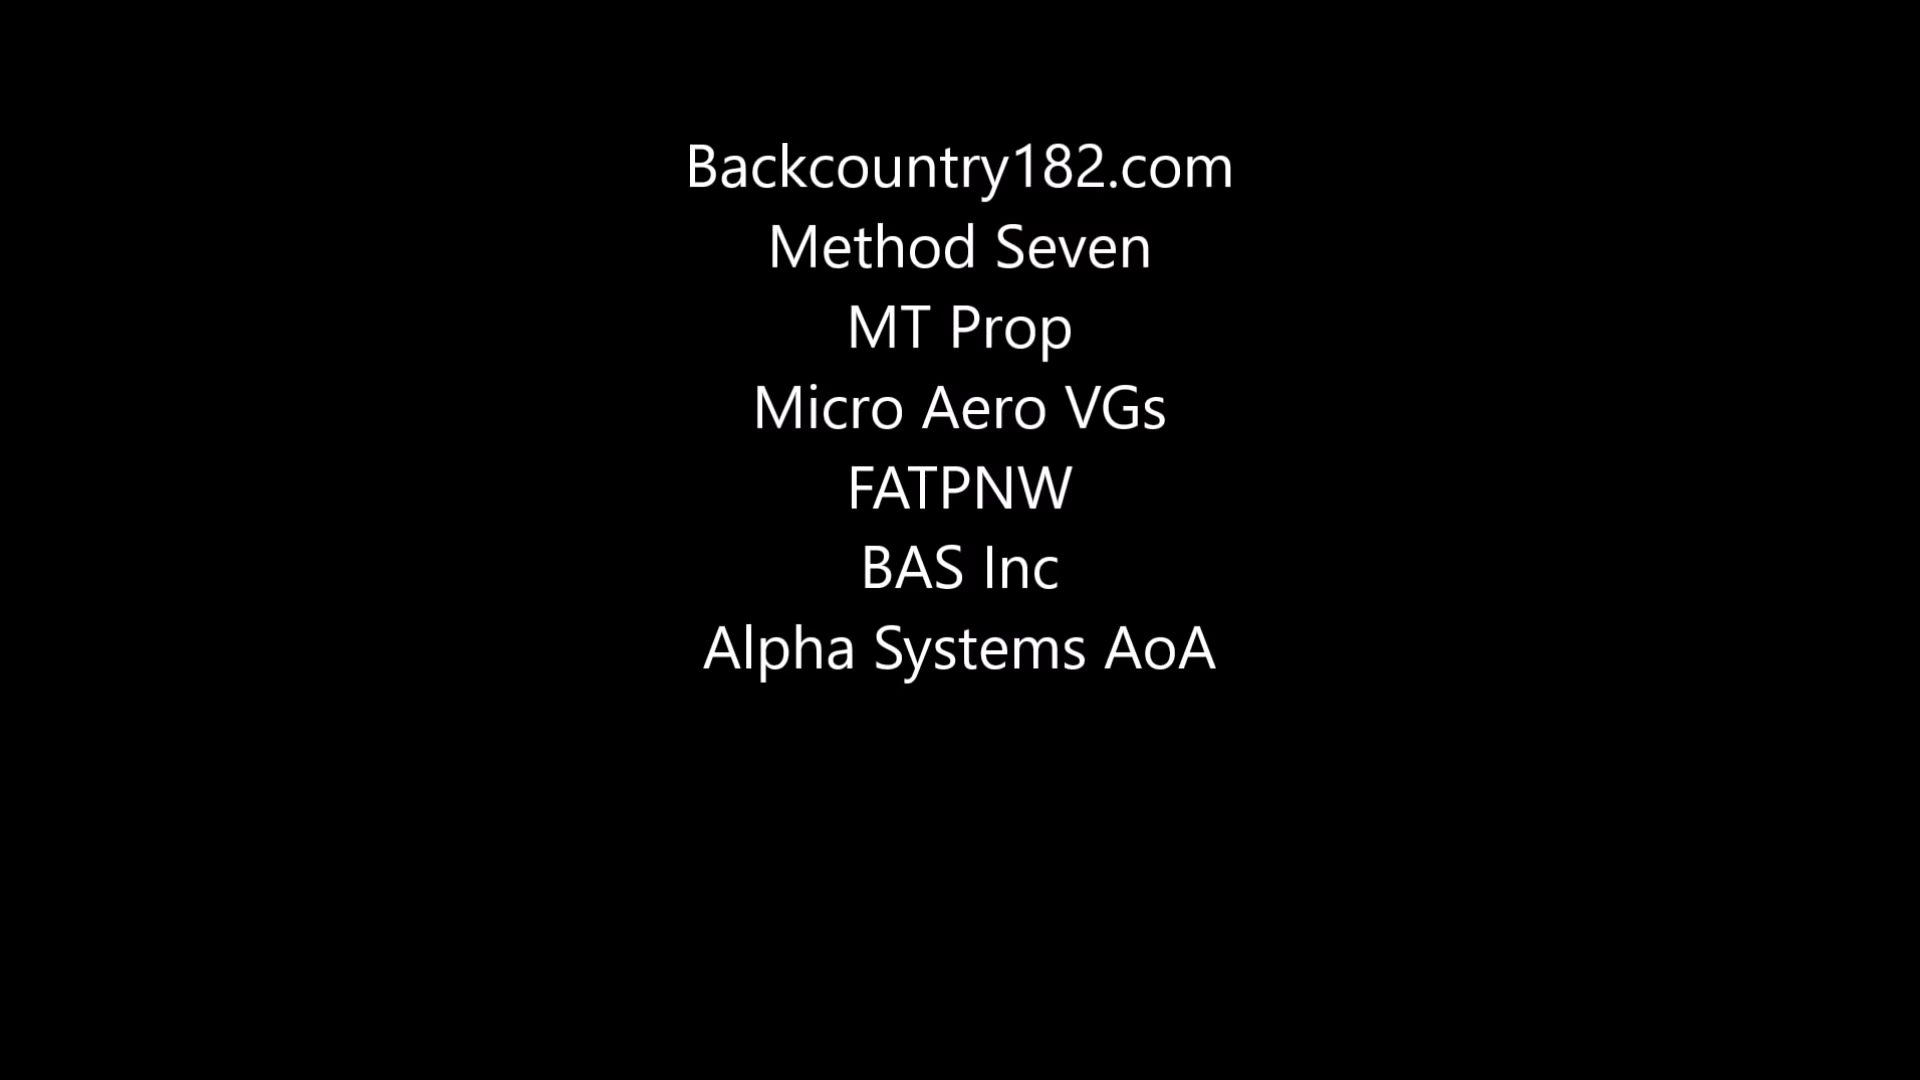 Backcountry182.com
Method Seven
MT Prop
Micro Aero VGs
FATPNW
BAS Inc
Alpha Systems AoA